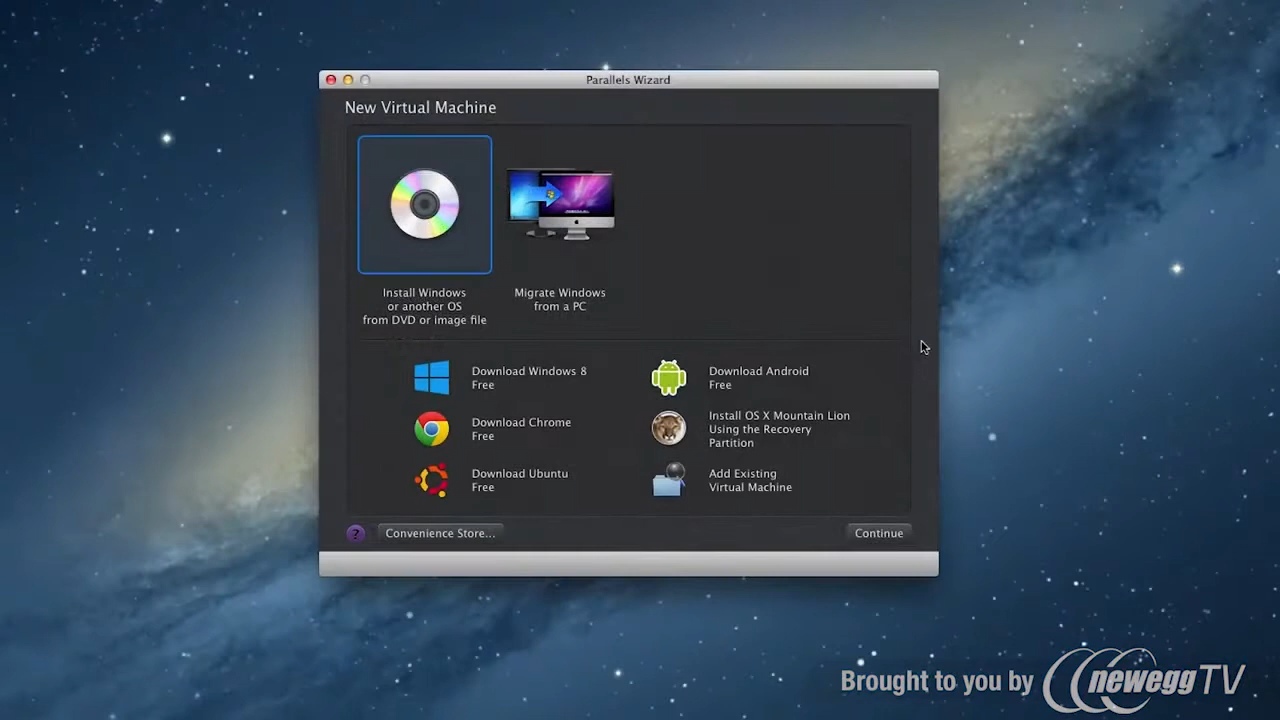 Parallels Wizard
New Virtual Machine
Install Windows
or another OS
from DVD or image file
Migrate Windows
from a PC
Download Windows 8
Free
Download Android
Free
Download Chrome
Free
Install OS X Mountain Lion
Using the Recovery
Partition
Download Ubuntu
Free
Add Existing
Virtual Machine
?
Convenience Store...
Continue
Brought to you by newegg TV